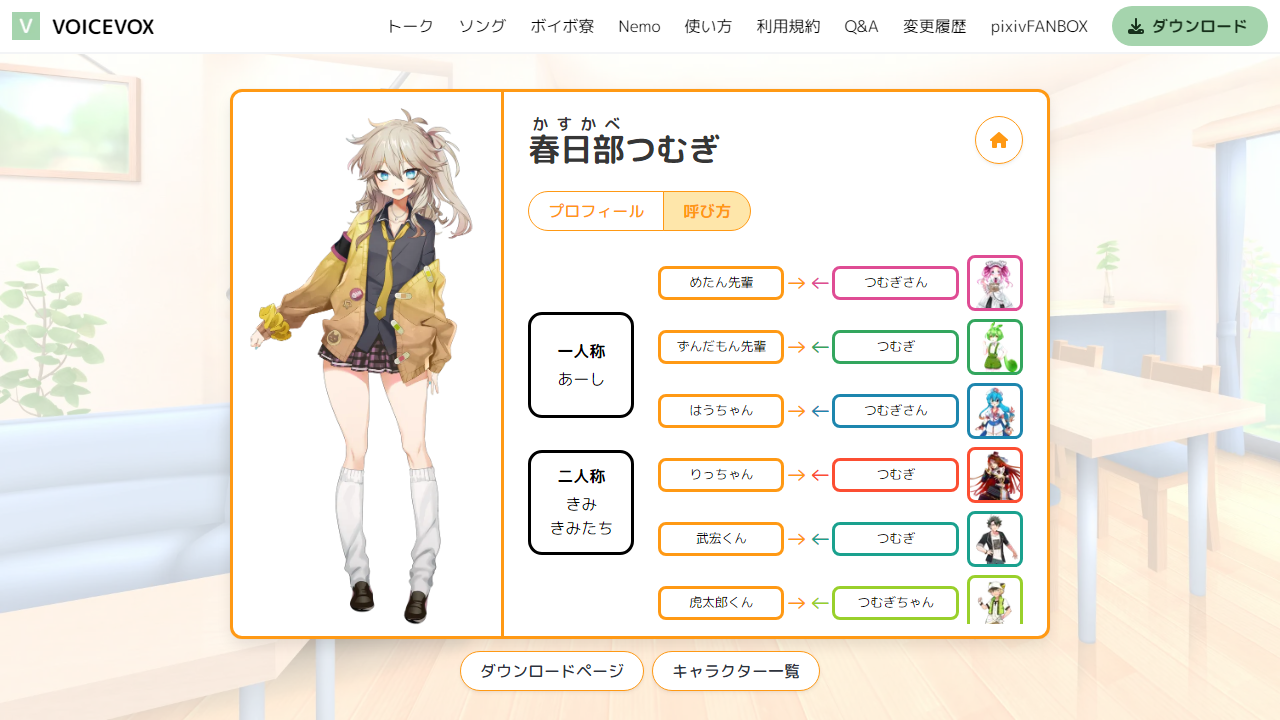 V VOICEVOX トーク ソング ボイボ寮 Nemo 使い方 利用規約 Q&A 変更履歴 pixivFANBOX ダウンロード
かすかべ
春日部つむぎ
プロフィール 呼び方
めたん先輩 → ← つむぎさん
ずんだもん先輩 → ← つむぎ
はうちゃん → ← つむぎさん
りっちゃん → ← つむぎ
武宏くん → ← つむぎ
虎太郎くん → ← つむぎちゃん
一人称
あーし
二人称
きみ
きみたち
ダウンロードページ キャラクター一覧